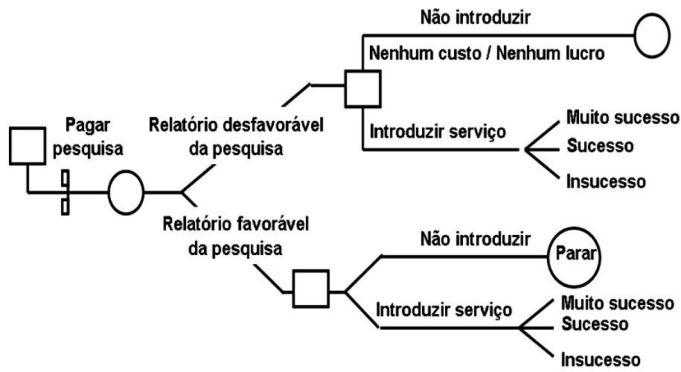 Não introduzir
Nenhum custo / Nenhum lucro
Pagar
pesquisa
Relatório desfavorável
da pesquisa
Introduzir serviço
Muito sucesso
Sucesso
Insucesso
Relatório favorável
da pesquisa
Não introduzir
Parar
Introduzir serviço
Muito sucesso
Sucesso
Insucesso